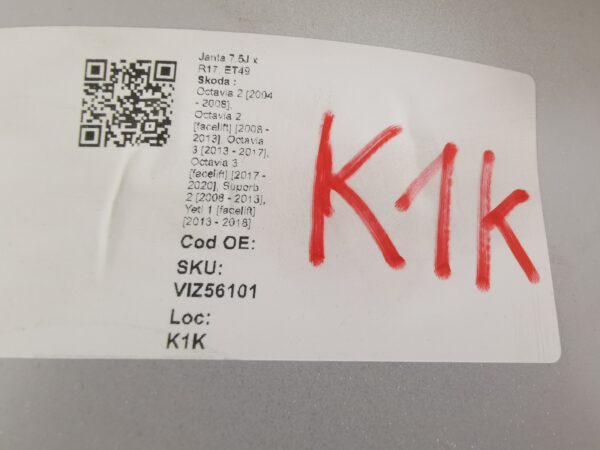 Janta 7.5J x
R17, ET49
Skoda :
Octavia 2 [2004
- 2008],
Octavia 2
[facelift] [2008 -
2013], Octavia
3 [2013 - 2017],
Octavia 3
[facelift] [2017 -
2020], Superb
2 [2008 - 2013],
Yeti 1 [facelift]
[2013 - 2018]
Cod OE:
SKU:
VIZ56101
Loc:
K1K
K1K